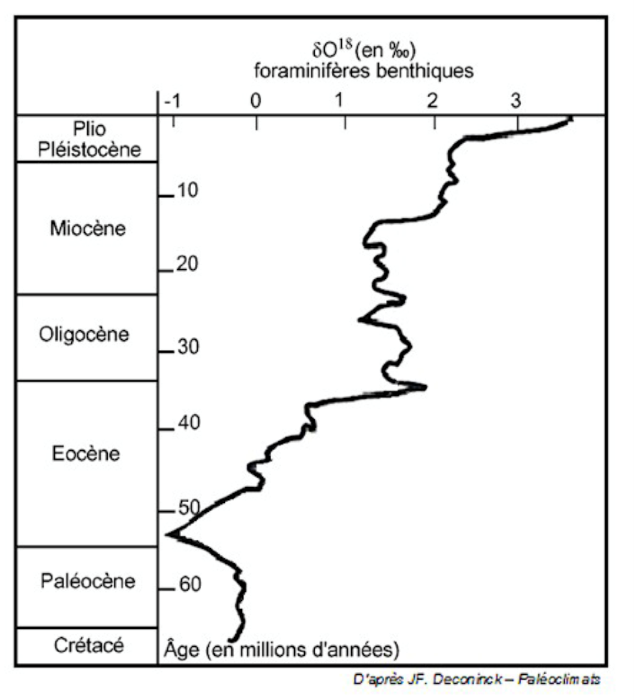 δO¹⁸ (en ‰)
foraminifères benthiques
-1 0 1 2 3
Plio
Pléistocène
10
Miocène
20
Oligocène
30
40
Eocène
50
Paléocène
60
Crétacé
Âge (en millions d'années)
D'après JF. Deconinck – Paléoclimats